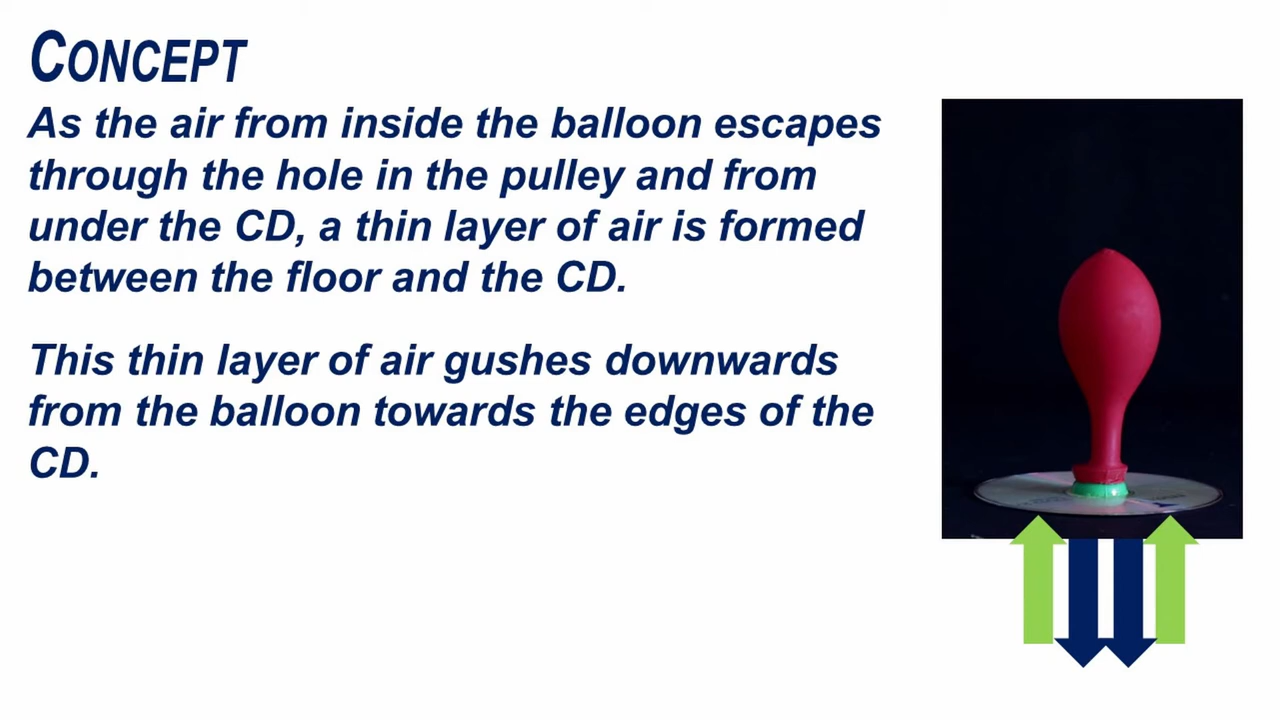 CONCEPT
As the air from inside the balloon escapes
through the hole in the pulley and from
under the CD, a thin layer of air is formed
between the floor and the CD.
This thin layer of air gushes downwards
from the balloon towards the edges of the
CD.